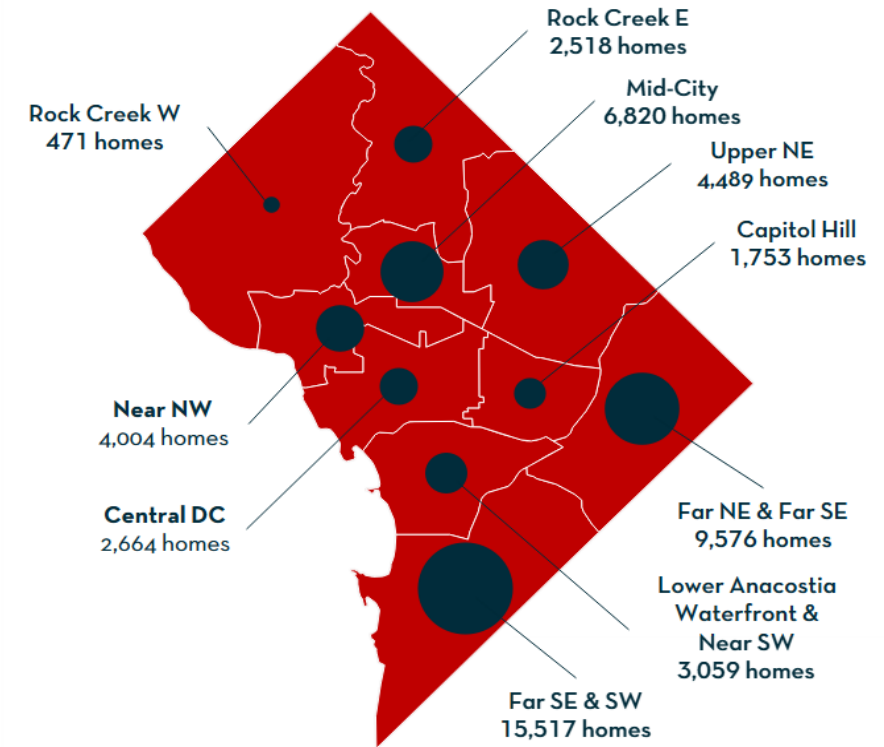 Rock Creek E
2,518 homes
Mid-City
6,820 homes
Rock Creek W
471 homes
Upper NE
4,489 homes
Capitol Hill
1,753 homes
Near NW
4,004 homes
Central DC
2,664 homes
Far NE & Far SE
9,576 homes
Lower Anacostia
Waterfront &
Near SW
3,059 homes
Far SE & SW
15,517 homes